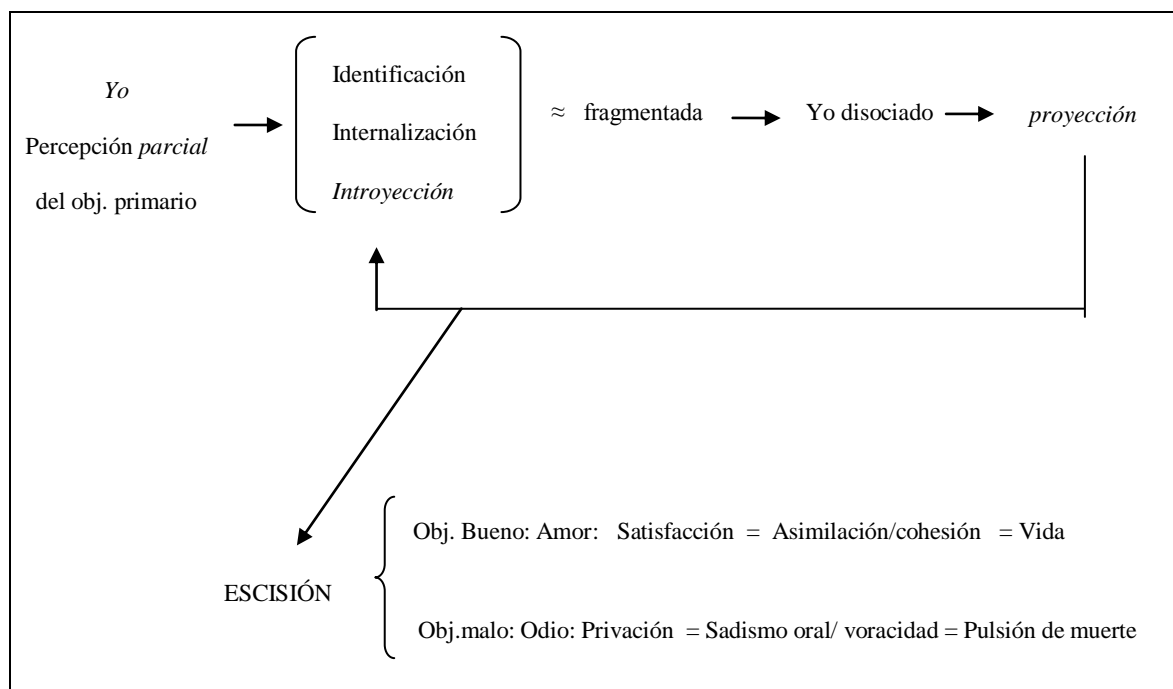 Yo
Percepción parcial
del obj. primario
Identificación
Internalización
Introyección
≈ fragmentada
Yo disociado
proyección
ESCISIÓN
Obj. Bueno: Amor: Satisfacción = Asimilación/cohesión = Vida
Obj.malo: Odio: Privación = Sadismo oral/ voracidad = Pulsión de muerte